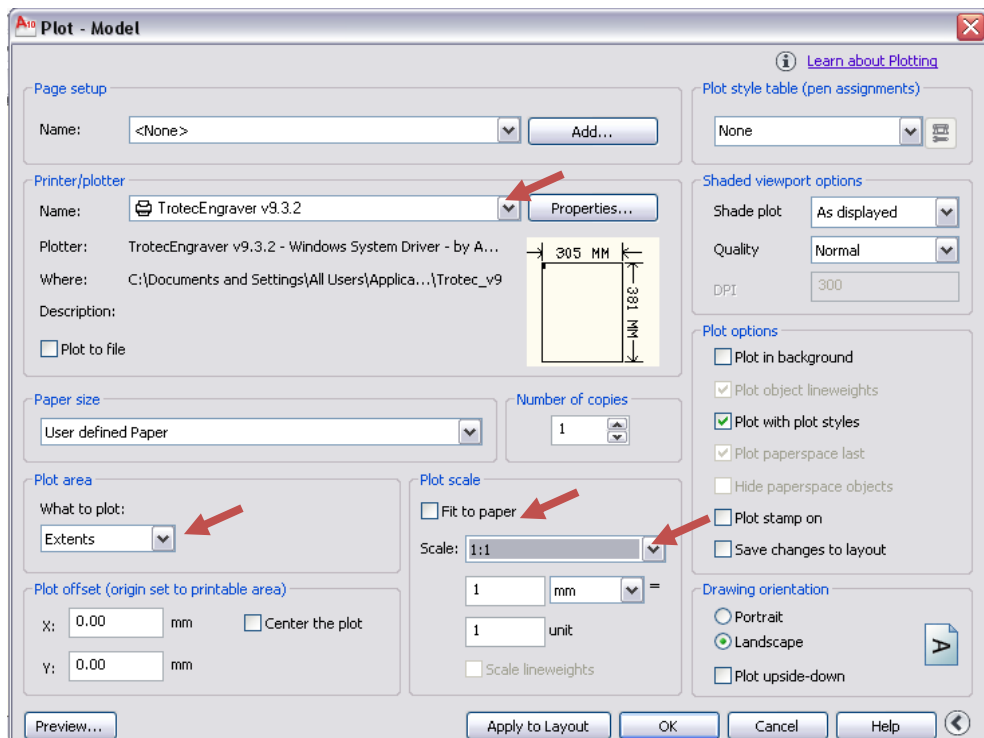 A10 Plot - Model
Learn about Plotting
Page setup
Name: <None> Add...
Plot style table (pen assignments)
None
Printer/plotter
Name: TrotecEngraver v9.3.2 Properties...
Plotter: TrotecEngraver v9.3.2 - Windows System Driver - by A...
Where: C:\Documents and Settings\All Users\Applica...\Trotec_v9
Description:
Plot to file
305 MM
381 MM
Shaded viewport options
Shade plot As displayed
Quality Normal
DPI 300
Paper size
User defined Paper
Number of copies
1
Plot options
Plot in background
Plot object lineweights
Plot with plot styles
Plot paperspace last
Hide paperspace objects
Plot stamp on
Save changes to layout
Plot area
What to plot:
Extents
Plot scale
Fit to paper
Scale: 1:1
1 mm =
1 unit
Scale lineweights
Plot offset (origin set to printable area)
X: 0.00 mm Center the plot
Y: 0.00 mm
Drawing orientation
Portrait
Landscape
Plot upside-down
A
Preview... Apply to Layout OK Cancel Help